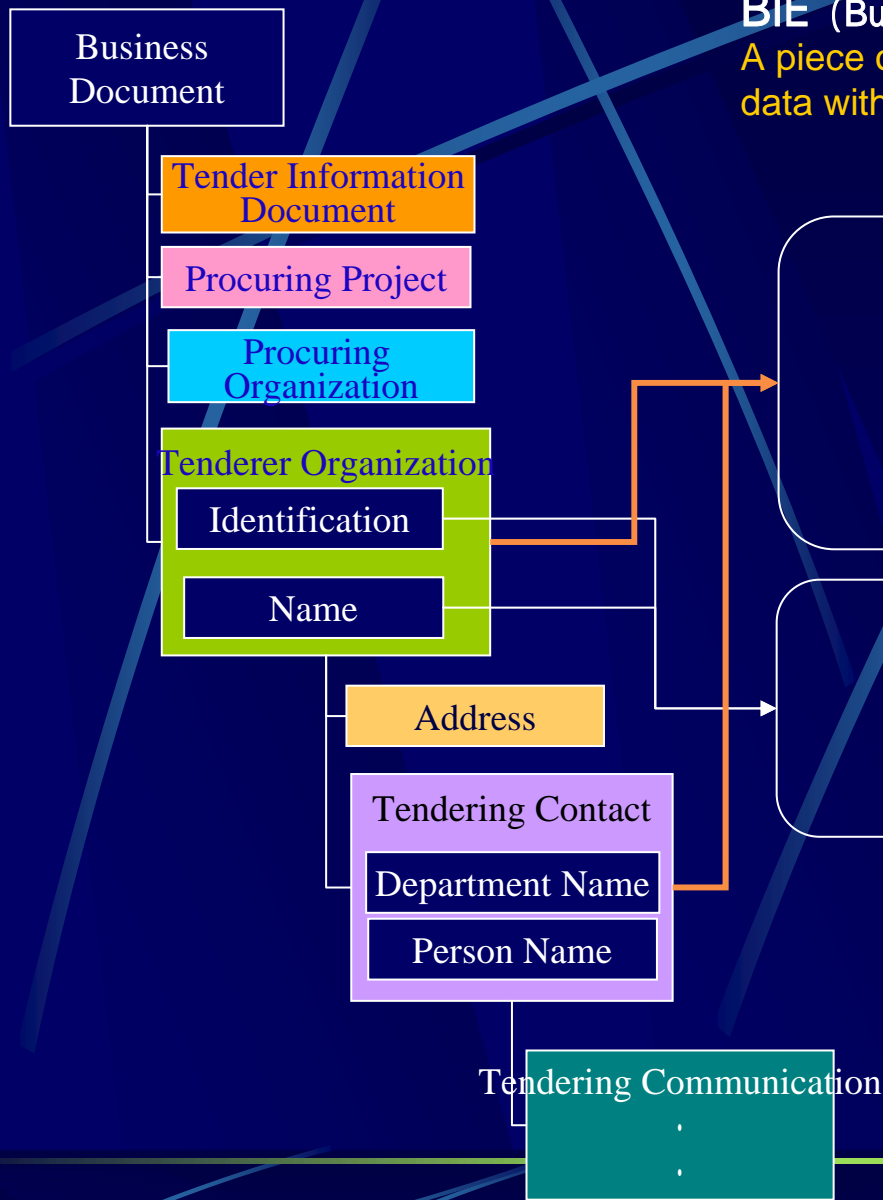 Business
Document
BIE (Bu
A piece
data with
Tender Information
Document
Procuring Project
Procuring
Organization
Tenderer Organization
Identification
Name
Address
Tendering Contact
Department Name
Person Name
Tendering Communication